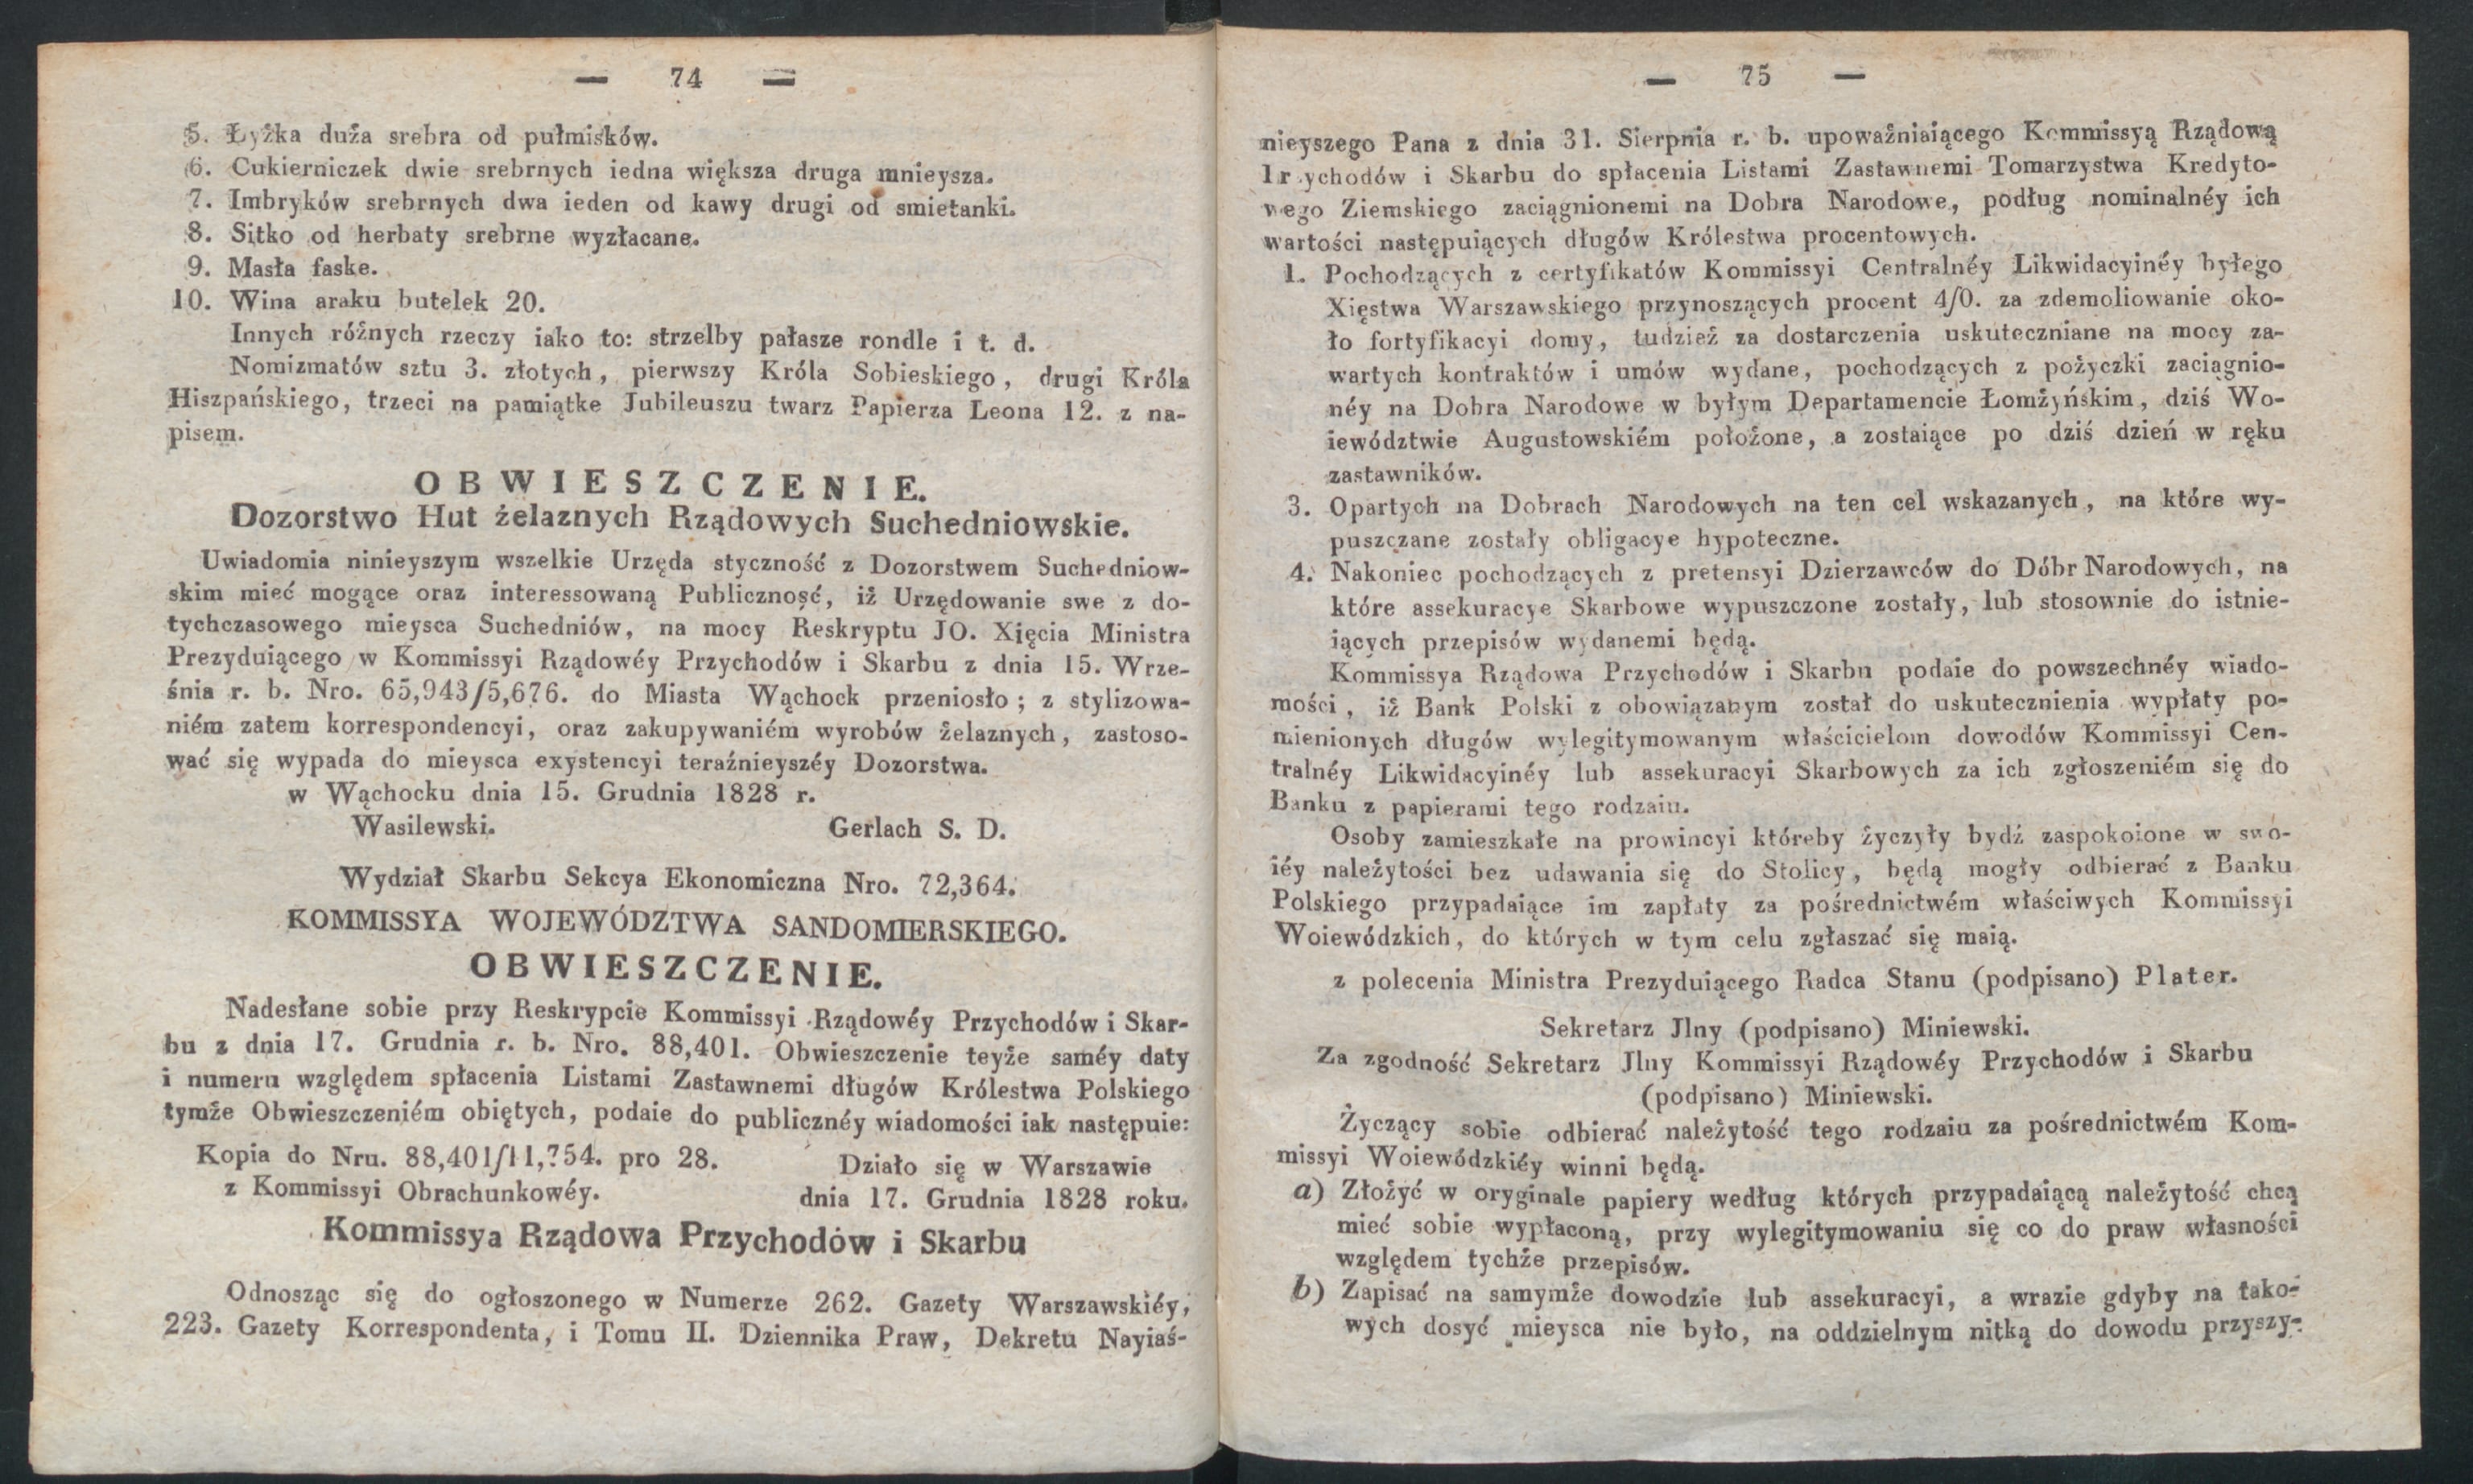 — 74 —
5. Łyżka duża srebra od pułmisków.
6. Cukierniczek dwie srebrnych iedna większa druga mnieysza.
7. Imbryków srebrnych dwa ieden od kawy drugi od smietanki.
8. Sitko od herbaty srebrne wyzłacane.
9. Masła faske.
10. Wina araku butelek 20.
Innych różnych rzeczy iako to: strzelby pałasze rondle i t. d.
Nomizmatów sztu 3. złotych, pierwszy Króla Sobieskiego, drugi Króla
Hiszpańskiego, trzeci na pamiątke Jubileuszu twarz Papierza Leona 12. z na-
pisem.
OBWIESZCZENIE.
Dozorstwo Hut żelaznych Rządowych Suchedniowskie.
Uwiadomia ninieyszym wszelkie Urzęda styczność z Dozorstwem Suchedniow-
skim mieć mogące oraz interessowaną Publiczność, iż Urzędowanie swe z do-
tychczasowego mieysca Suchedniów, na mocy Reskryptu JO. Xięcia Ministra
Prezyduiącego w Kommissyi Rządowéy Przychodów i Skarbu z dnia 15. Wrze-
śnia r. b. Nro. 65,943/5,676. do Miasta Wąchock przeniosło; z stylizowa-
niém zatem korrespondencyi, oraz zakupywaniém wyrobów żelaznych, zastoso-
wać się wypada do mieysca exystencyi teraźnieyszéy Dozorstwa.
w Wąchocku dnia 15. Grudnia 1828 r.
Wasilewski. Gerlach S. D.
Wydział Skarbu Sekcya Ekonomiczna Nro. 72,364.
KOMMISSYA WOJEWÓDZTWA SANDOMIERSKIEGO.
OBWIESZCZENIE.
Nadesłane sobie przy Reskrypcie Kommissyi Rządowéy Przychodów i Skar-
bu z dnia 17. Grudnia r. b. Nro. 88,401. Obwieszczenie teyże saméy daty
i numeru względem spłacenia Listami Zastawnemi długów Królestwa Polskiego
tymże Obwieszczeniém obiętych, podaie do publicznéy wiadomości iak następuie:
Kopia do Nru. 88,401/11,754. pro 28. Działo się w Warszawie
z Kommissyi Obrachunkowéy. dnia 17. Grudnia 1828 roku.
Kommissya Rządowa Przychodów i Skarbu
Odnosząc się do ogłoszonego w Numerze 262. Gazety Warszawskiéy,
223. Gazety Korrespondenta, i Tomu II. Dziennika Praw, Dekretu Nayiaś-
— 75 —
nieyszego Pana z dnia 31. Sierpnia r. b. upoważniaiącego Kommissyą Rządową
Przychodów i Skarbu do spłacenia Listami Zastawnemi Tomarzystwa Kredyto-
wego Ziemskiego zaciągnionemi na Dobra Narodowe, podług nominalnéy ich
wartości następuiących długów Królestwa procentowych.
1. Pochodzących z certyfikatów Kommissyi Centralnéy Likwidacyinéy byłego
Xięstwa Warszawskiego przynoszących procent 4/0. za zdemoliowanie oko-
ło fortyfikacyi domy, tudzież za dostarczenia uskuteczniane na mocy za-
wartych kontraktów i umów wydane, pochodzących z pożyczki zaciągnio-
néy na Dobra Narodowe w byłym Departamencie Łomżyńskim, dziś Wo-
iewództwie Augustowskiém położone, a zostaiące po dziś dzień w ręku
zastawników.
3. Opartych na Dobrach Narodowych na ten cel wskazanych, na które wy-
puszczane zostały obligacye hypoteczne.
4. Nakoniec pochodzących z pretensyi Dzierzawców do Dóbr Narodowych, na
które assekuracye Skarbowe wypuszczone zostały, lub stosownie do istnie-
iących przepisów wydanemi będą.
Kommissya Rządowa Przychodów i Skarbu podaie do powszechnéy wiado-
mości, iż Bank Polski z obowiązanym został do uskutecznienia wypłaty po-
mienionych długów wylegitymowanym właścicielom dowodów Kommissyi Cen-
tralnéy Likwidacyinéy lub assekuracyi Skarbowych za ich zgłoszeniém się do
Banku z papierami tego rodzaiu.
Osoby zamieszkałe na prowincyi któreby życzyły bydź zaspokoione w swo-
iéy należytości bez udawania się do Stolicy, będą mogły odbierać z Banku
Polskiego przypadaiące im zapłaty za pośrednictwém właściwych Kommissyi
Woiewódzkich, do których w tym celu zgłaszać się maią.
z polecenia Ministra Prezyduiącego Radca Stanu (podpisano) Plater.
Sekretarz Jlny (podpisano) Miniewski.
Za zgodność Sekretarz Jlny Kommissyi Rządowéy Przychodów i Skarbu
(podpisano) Miniewski.
Życzący sobie odbierać należytość tego rodzaiu za pośrednictwém Kom-
missyi Woiewódzkiéy winni będą.
a) Złożyć w oryginale papiery według których przypadaiącą należytość chcą
mieć sobie wypłaconą, przy wylegitymowaniu się co do praw własności
względem tychże przepisów.
b) Zapisać na samymże dowodzie lub assekuracyi, a wrazie gdyby na tako-
wych dosyć mieysca nie było, na oddzielnym nitką do dowodu przyszy-